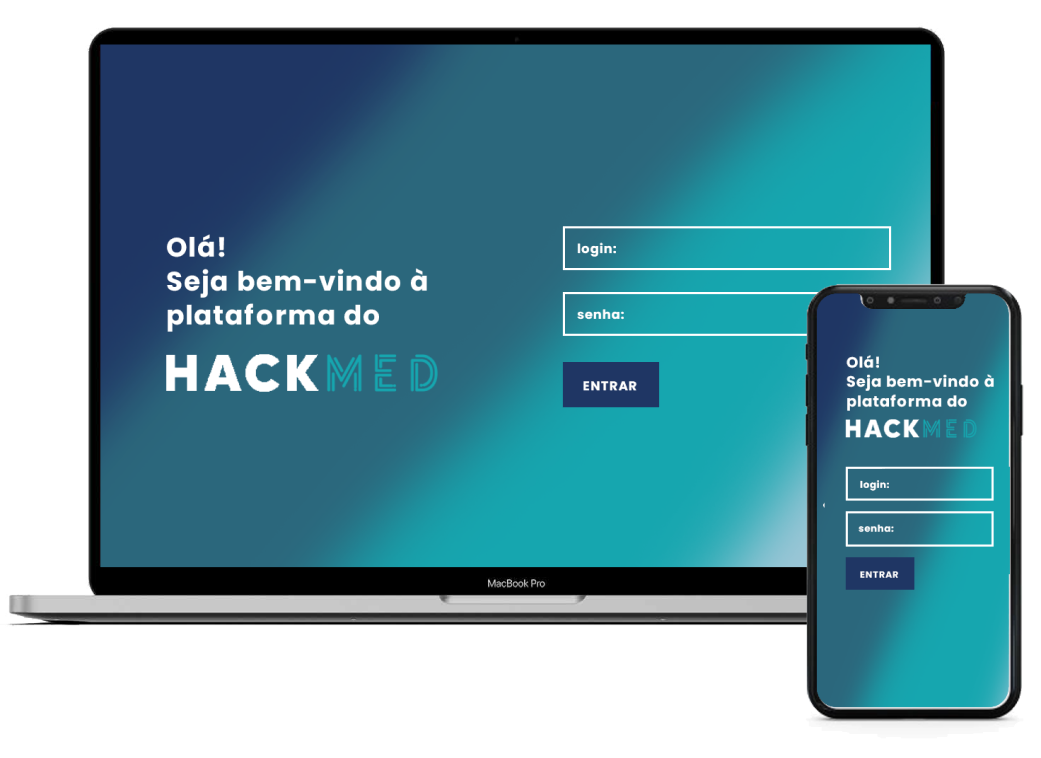 Olá!
Seja bem-vindo à
plataforma do
HACKMED
login:
senha:
ENTRAR
MacBook Pro
Olá!
Seja bem-vindo à
plataforma do
HACKMED
login:
senha:
ENTRAR